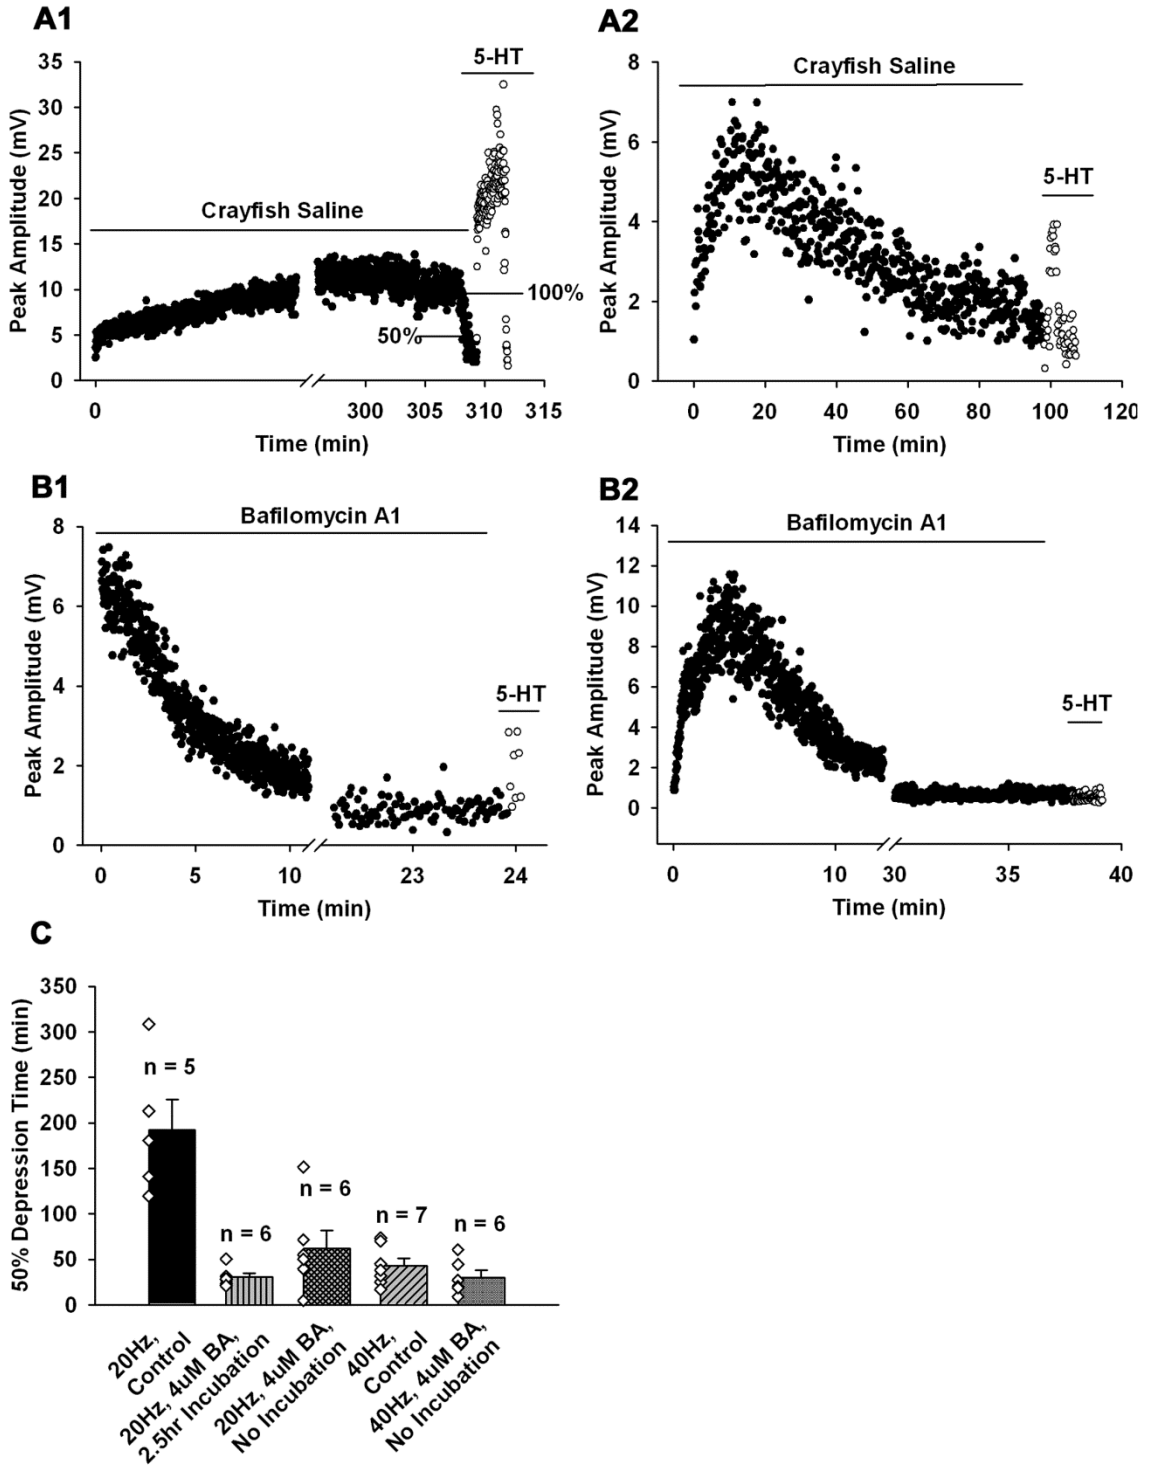 A1
5-HT
Crayfish Saline
100%
50%
Peak Amplitude (mV)
35
30
25
20
15
10
5
0
0 300 305 310 315
Time (min)
A2
Crayfish Saline
5-HT
Peak Amplitude (mV)
8
6
4
2
0
0 20 40 60 80 100 120
Time (min)
B1
Bafilomycin A1
5-HT
Peak Amplitude (mV)
8
6
4
2
0
0 5 10 23 24
Time (min)
B2
Bafilomycin A1
5-HT
Peak Amplitude (mV)
14
12
10
8
6
4
2
0
0 10 30 35 40
Time (min)
C
50% Depression Time (min)
350
300
250
200
150
100
50
0
n = 5
n = 6
n = 6
n = 7
n = 6
20Hz,
Control
20Hz, 4uM BA,
2.5hr Incubation
20Hz, 4uM BA,
No Incubation
40Hz,
Control
40Hz, 4uM BA,
No Incubation